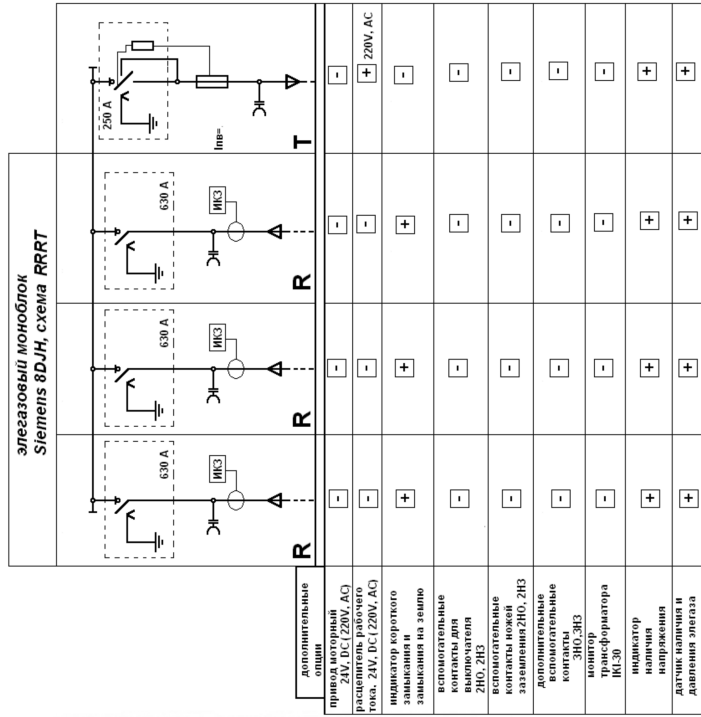 элегазовый моноблок
Siemens 8DJH, схема RRRT
630 А
ИКЗ
R
630 А
ИКЗ
R
630 А
ИКЗ
R
250 А
Iпв=
T
дополнительные
опции
привод моторный
24V, DC ( 220V, AC)
- - - -
расцепитель рабочего
тока. 24V, DC ( 220V, AC)
- - - + 220V, AC
индикатор короткого
замыкания и
замыкания на землю
+ + + -
вспомогательные
контакты для
выключателя
2НО, 2НЗ
- - - -
вспомогательные
контакты ножей
заземления2НО, 2НЗ
- - - -
дополнительные
вспомогательные
контакты
3НО,3НЗ
- - - -
монитор
трансформатора
IKI-30
- - - -
индикатор
наличия
напряжения
+ + + +
датчик наличия и
давления элегаза
+ + + +